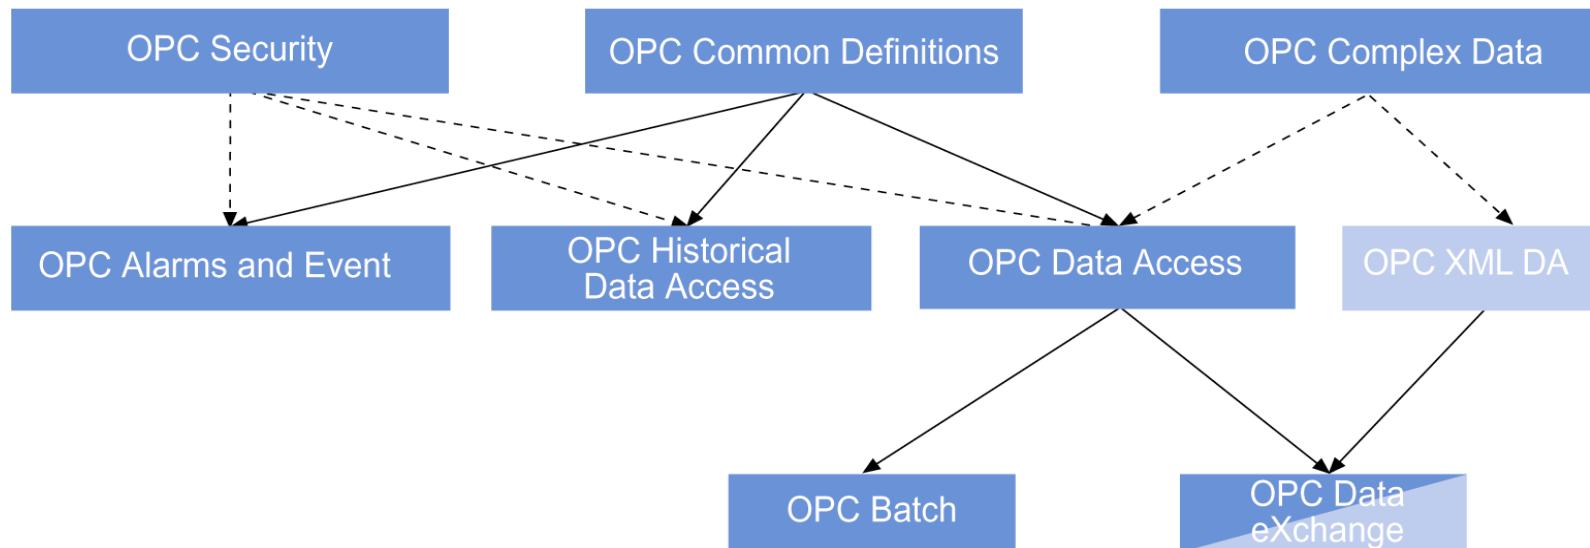 OPC Security
OPC Common Definitions
OPC Complex Data
OPC Alarms and Event
OPC Historical
Data Access
OPC Data Access
OPC XML DA
OPC Batch
OPC Data
eXchange